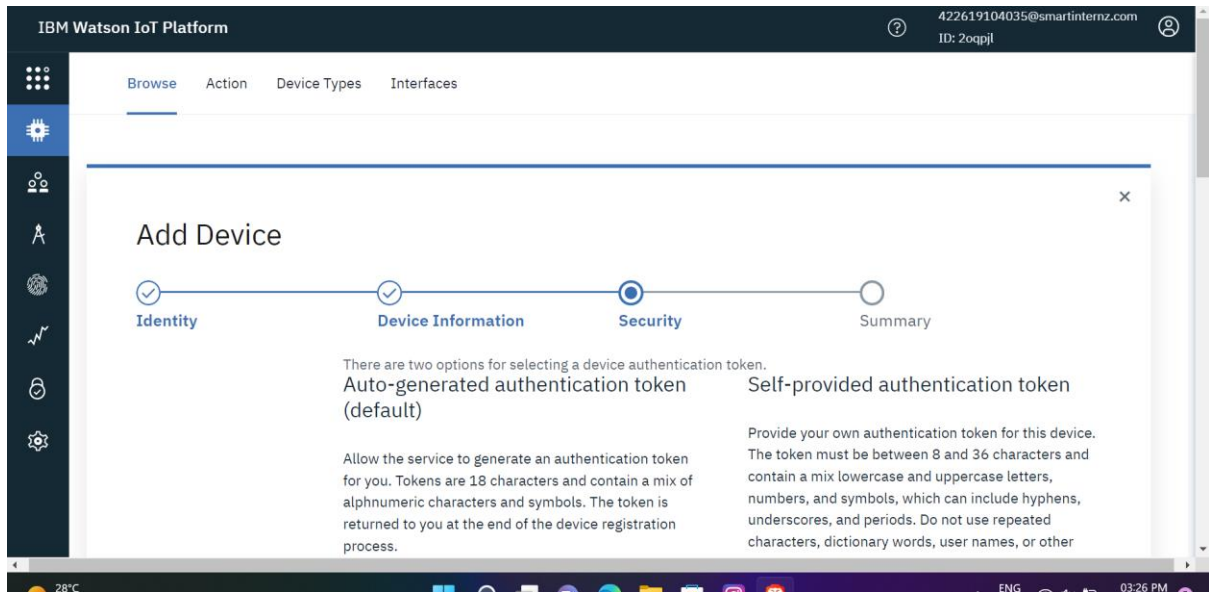 IBM Watson IoT Platform
422619104035@smartinternz.com
ID: 2oqpjl
Browse Action Device Types Interfaces
Add Device
Identity
Device Information
Security
Summary
There are two options for selecting a device authentication token.
Auto-generated authentication token
(default)
Allow the service to generate an authentication token
for you. Tokens are 18 characters and contain a mix of
alphnumeric characters and symbols. The token is
returned to you at the end of the device registration
process.
Self-provided authentication token
Provide your own authentication token for this device.
The token must be between 8 and 36 characters and
contain a mix lowercase and uppercase letters,
numbers, and symbols, which can include hyphens,
underscores, and periods. Do not use repeated
characters, dictionary words, user names, or other
28°C
ENG
03:26 PM